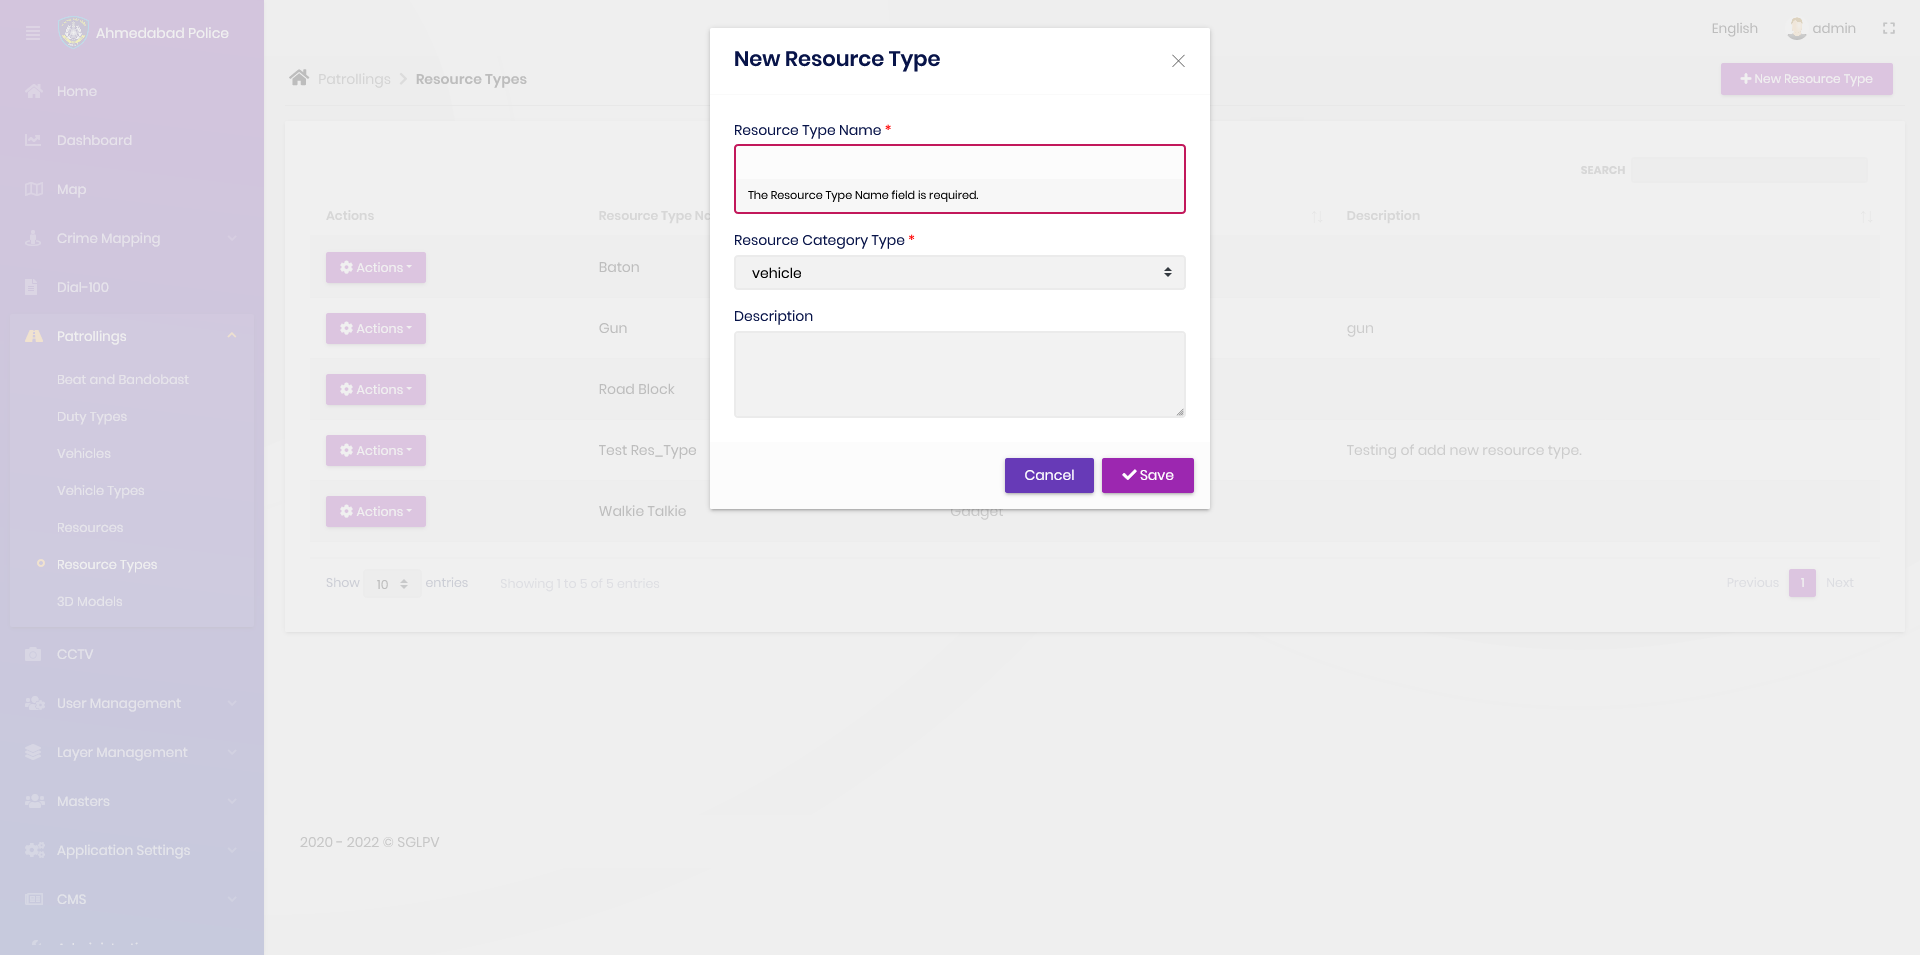 Ahmedabad Police
Home
Dashboard
Map
Crime Mapping
Dial-100
Patrollings
Beat and Bandobast
Duty Types
Vehicles
Vehicle Types
Resources
Resource Types
3D Models
CCTV
User Management
Layer Management
Masters
Application Settings
CMS
English
admin
Patrollings > Resource Types
+ New Resource Type
SEARCH
Actions
Resource Type
Description
Actions
Baton
Actions
Gun
gun
Actions
Road Block
Actions
Test Res_Type
Testing of add new resource type.
Actions
Walkie Talkie
Gadget
Show 10 entries
Showing 1 to 5 of 5 entries
Previous 1 Next
2020 - 2022 © SGLPV
New Resource Type
Resource Type Name *
The Resource Type Name field is required.
Resource Category Type *
vehicle
Description
Cancel
Save